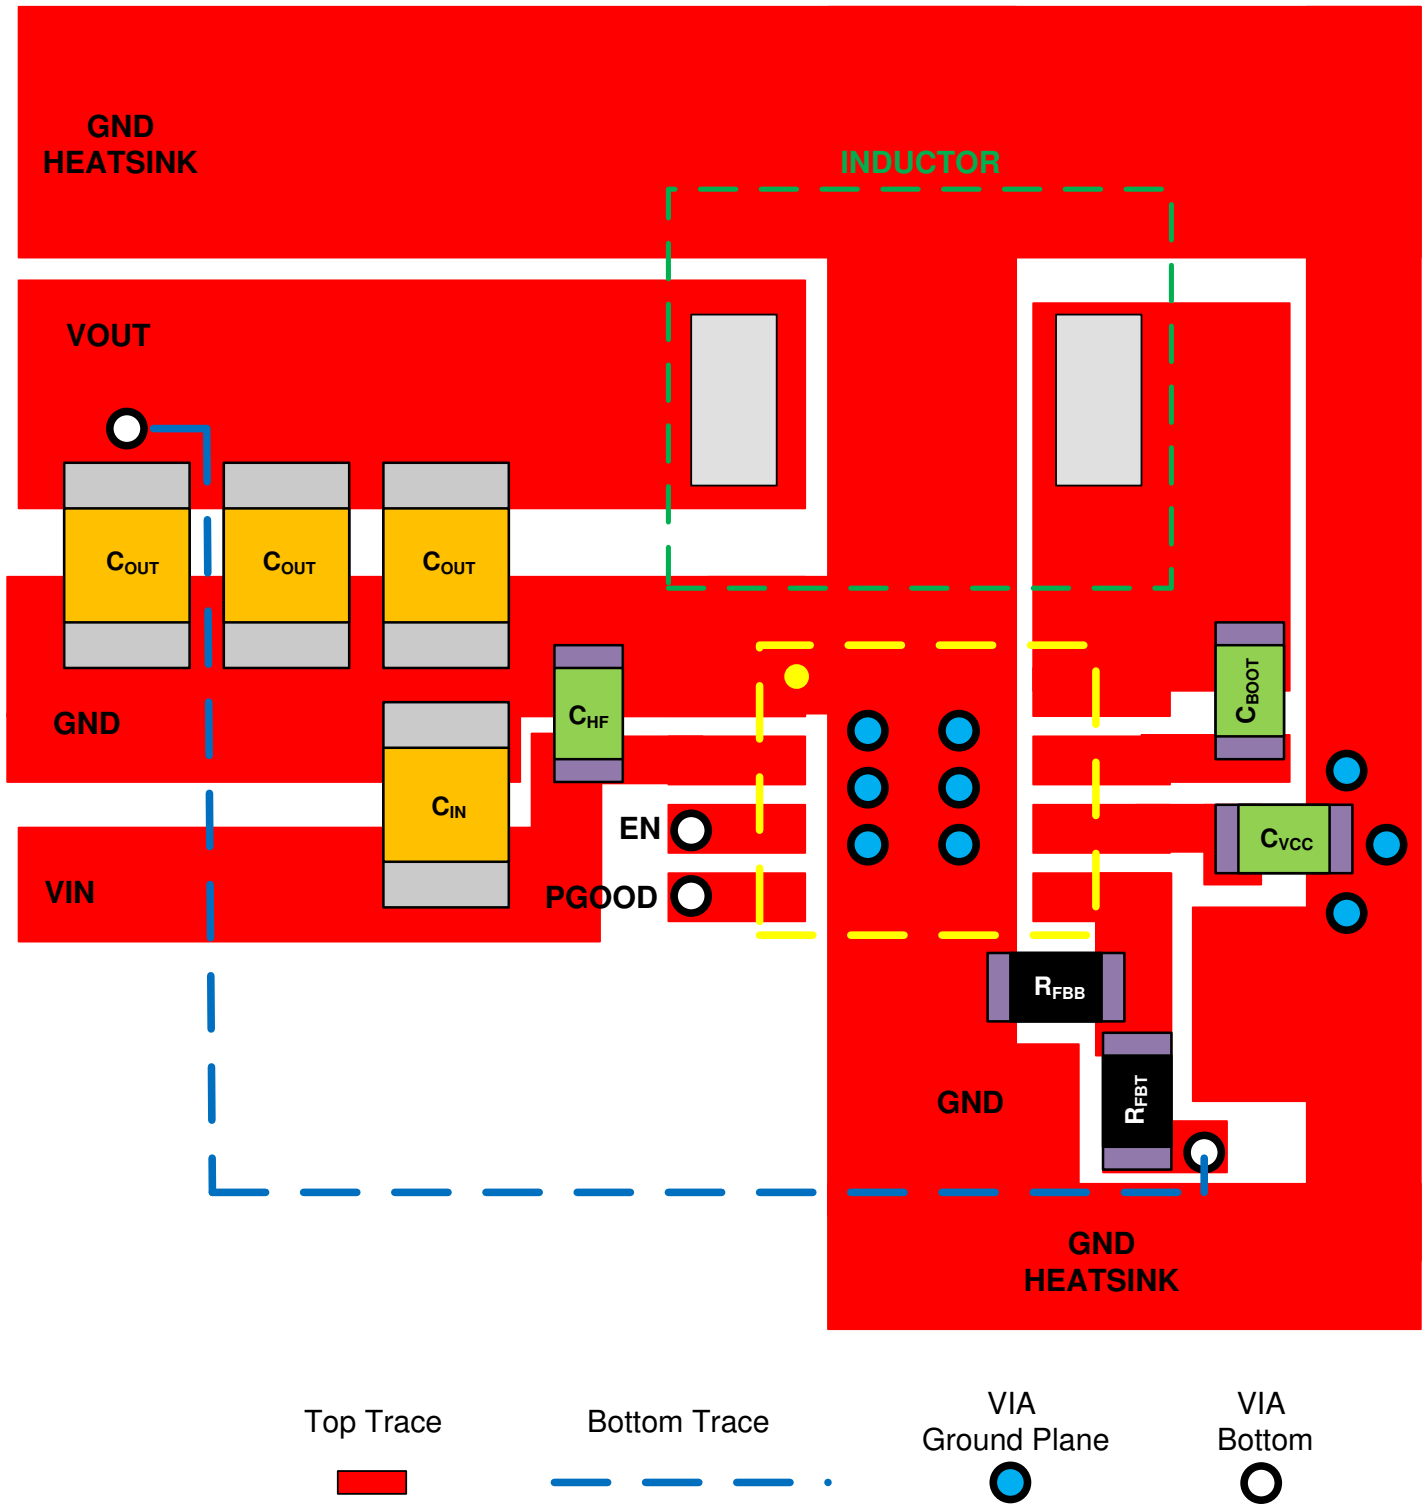 GND
HEATSINK
INDUCTOR
VOUT
COUT
COUT
COUT
GND
CHF
CBOOT
CIN
EN
CVCC
VIN
PGOOD
RFBB
GND
RFBT
GND
HEATSINK
Top Trace
Bottom Trace
VIA
Ground Plane
VIA
Bottom